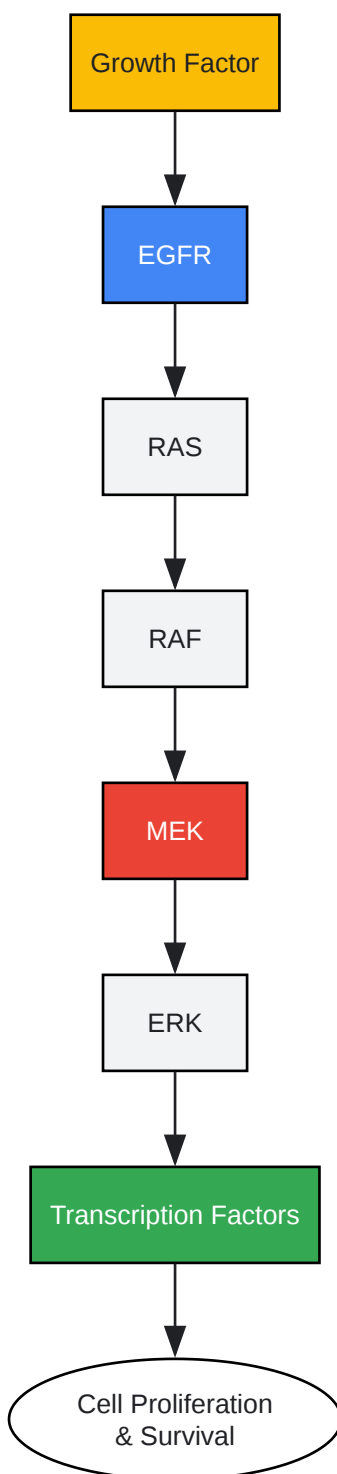 Growth Factor
EGFR
RAS
RAF
MEK
ERK
Transcription Factors
Cell Proliferation
& Survival